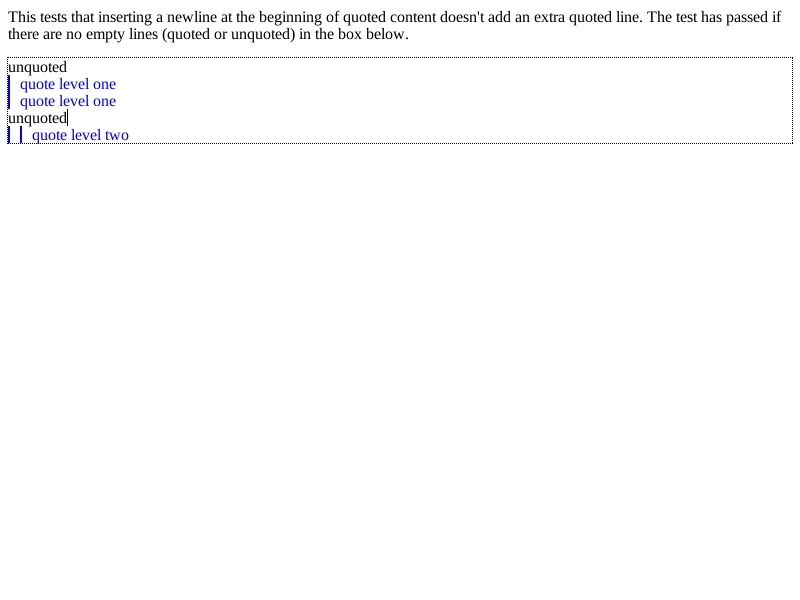 This tests that inserting a newline at the beginning of quoted content doesn't add an extra quoted line. The test has passed if
there are no empty lines (quoted or unquoted) in the box below.
unquoted
quote level one
quote level one
unquoted
quote level two